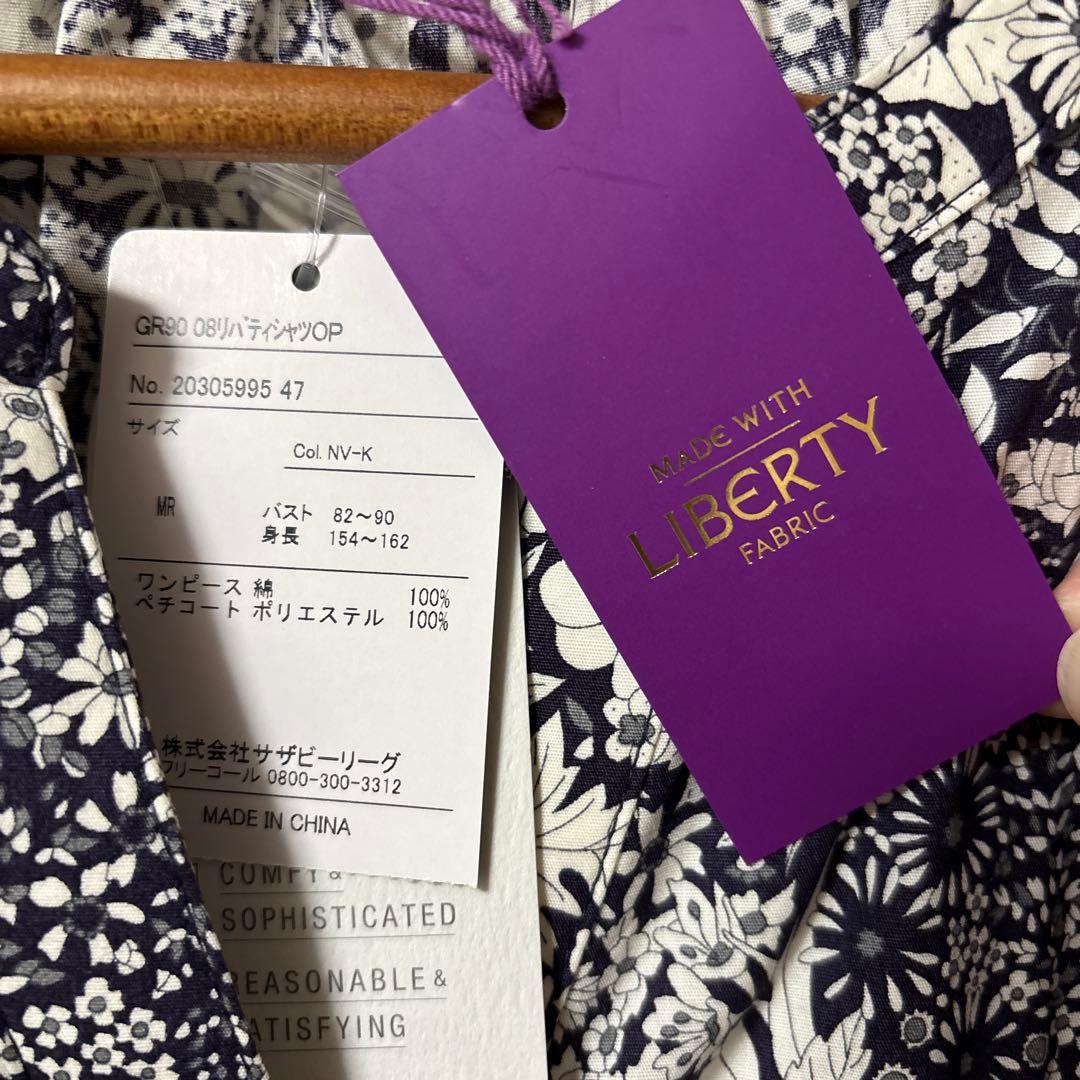 GR90 08リバティシャツOP
No. 20305995 47
サイズ
Col. NV-K
MR バスト 82～90
身長 154～162
ワンピース 綿 100%
ペチコート ポリエステル 100%
株式会社サザビーリーグ
フリーコール 0800-300-3312
MADE IN CHINA
COMFY &
SOPHISTICATED
REASONABLE &
SATISFYING
MADE WITH
LIBERTY
FABRIC